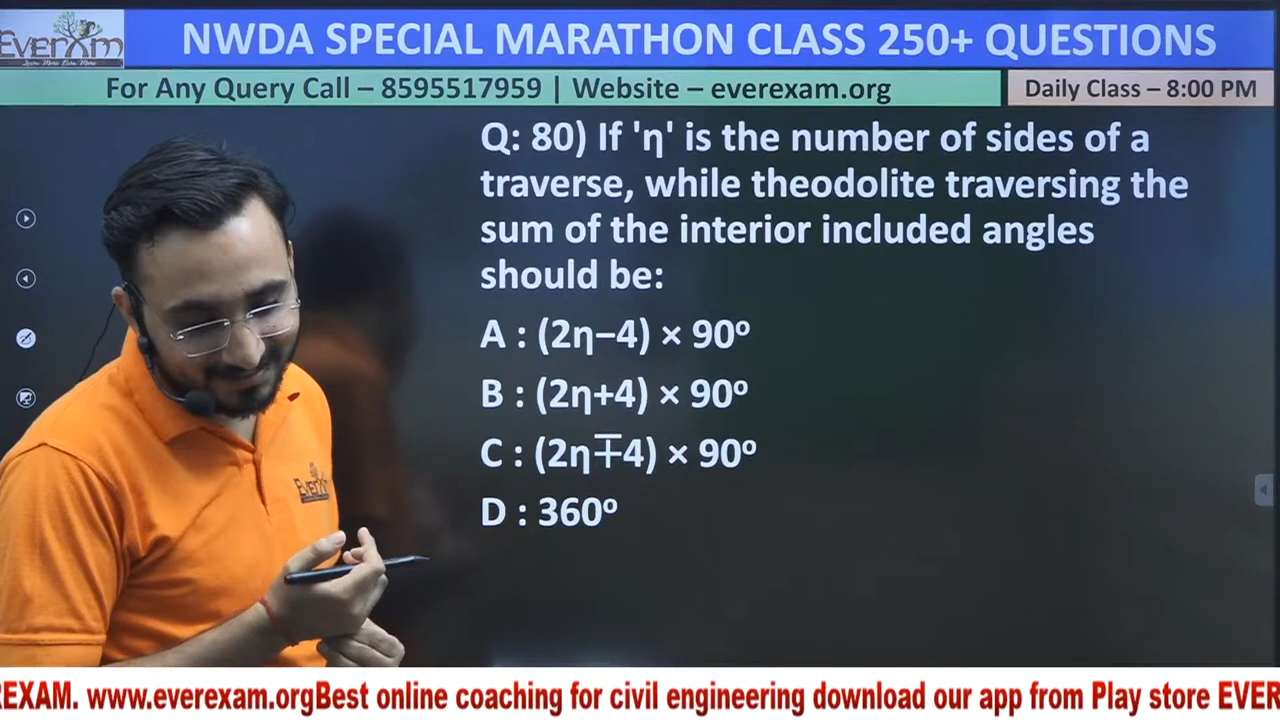 EVEREXAM
NWDA SPECIAL MARATHON CLASS 250+ QUESTIONS
For Any Query Call – 8595517959 | Website – everexam.org
Daily Class – 8:00 PM
Q: 80) If 'η' is the number of sides of a
traverse, while theodolite traversing the
sum of the interior included angles
should be:
A : (2η−4) × 90º
B : (2η+4) × 90º
C : (2η∓4) × 90º
D : 360º
EVEREXAM
REXAM. www.everexam.orgBest online coaching for civil engineering download our app from Play store EVER